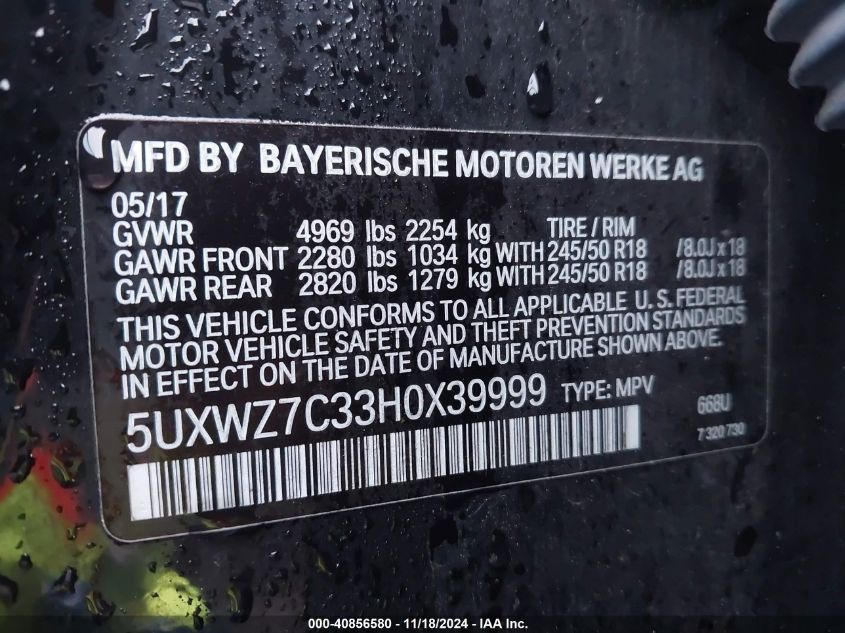 MFD BY BAYERISCHE MOTOREN WERKE AG
05/17
GVWR 4969 lbs 2254 kg TIRE / RIM
GAWR FRONT 2280 lbs 1034 kg WITH 245/50 R18 /8.0J x 18
GAWR REAR 2820 lbs 1279 kg WITH 245/50 R18 /8.0J x 18
THIS VEHICLE CONFORMS TO ALL APPLICABLE U.S. FEDERAL
MOTOR VEHICLE SAFETY AND THEFT PREVENTION STANDARDS
IN EFFECT ON THE DATE OF MANUFACTURE SHOWN ABOVE.
5UXWZ7C33H0X39999 TYPE: MPV 668U
7 320 730
000-40856580 - 11/18/2024 - IAA Inc.